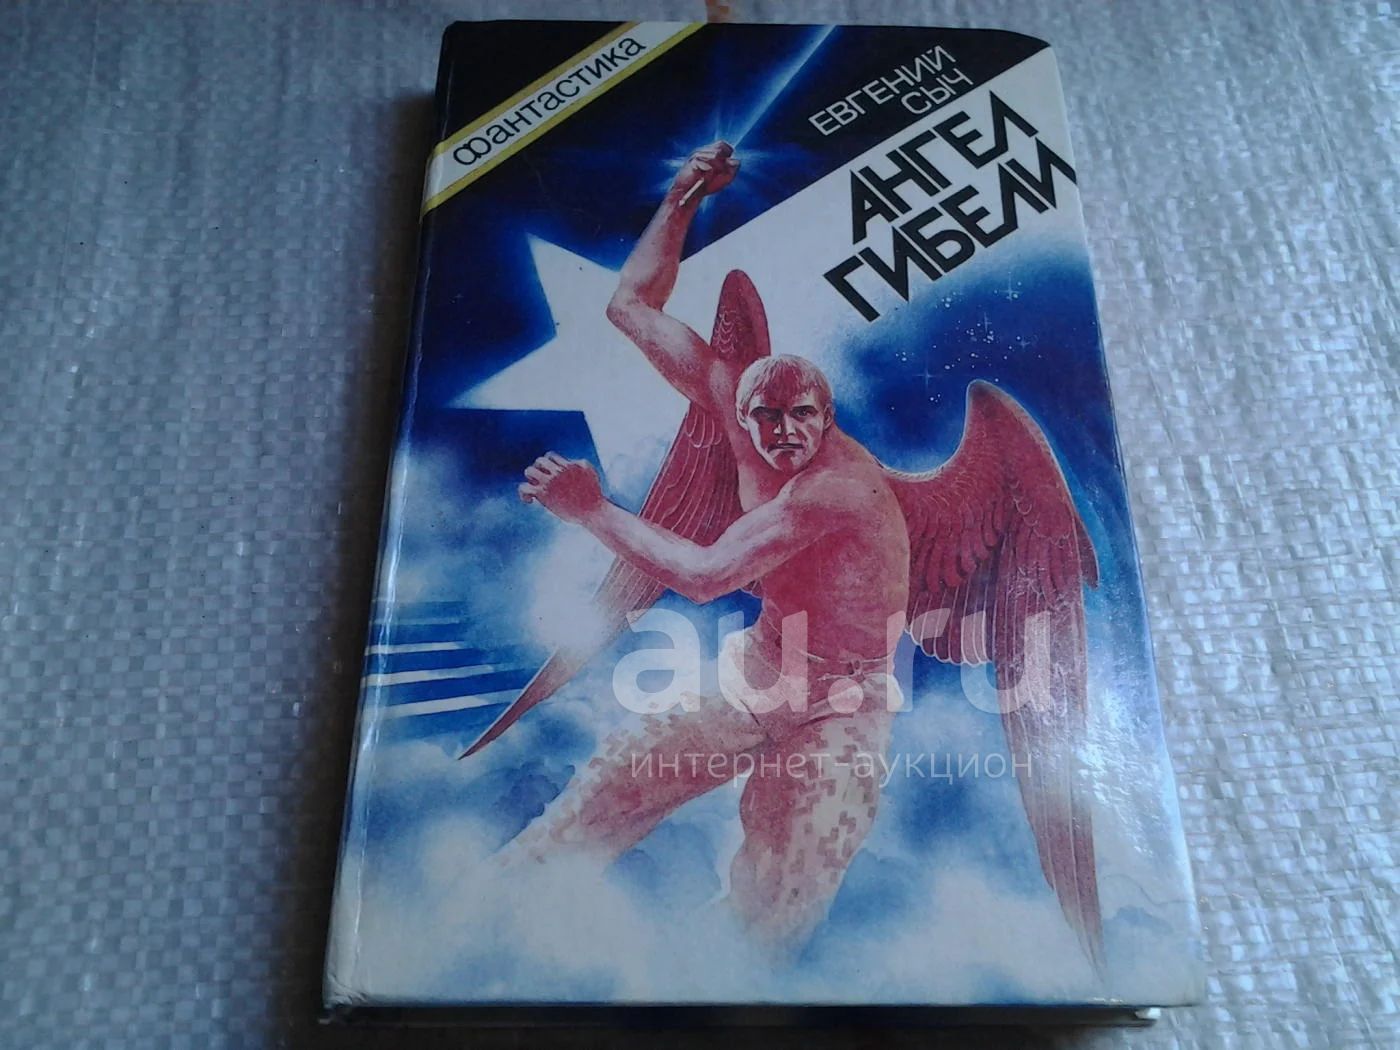 фантастика
ЕВГЕНИЙ
СЫЧ
АНГЕЛ
ГИБЕЛИ
au.ru
интернет-аукцион